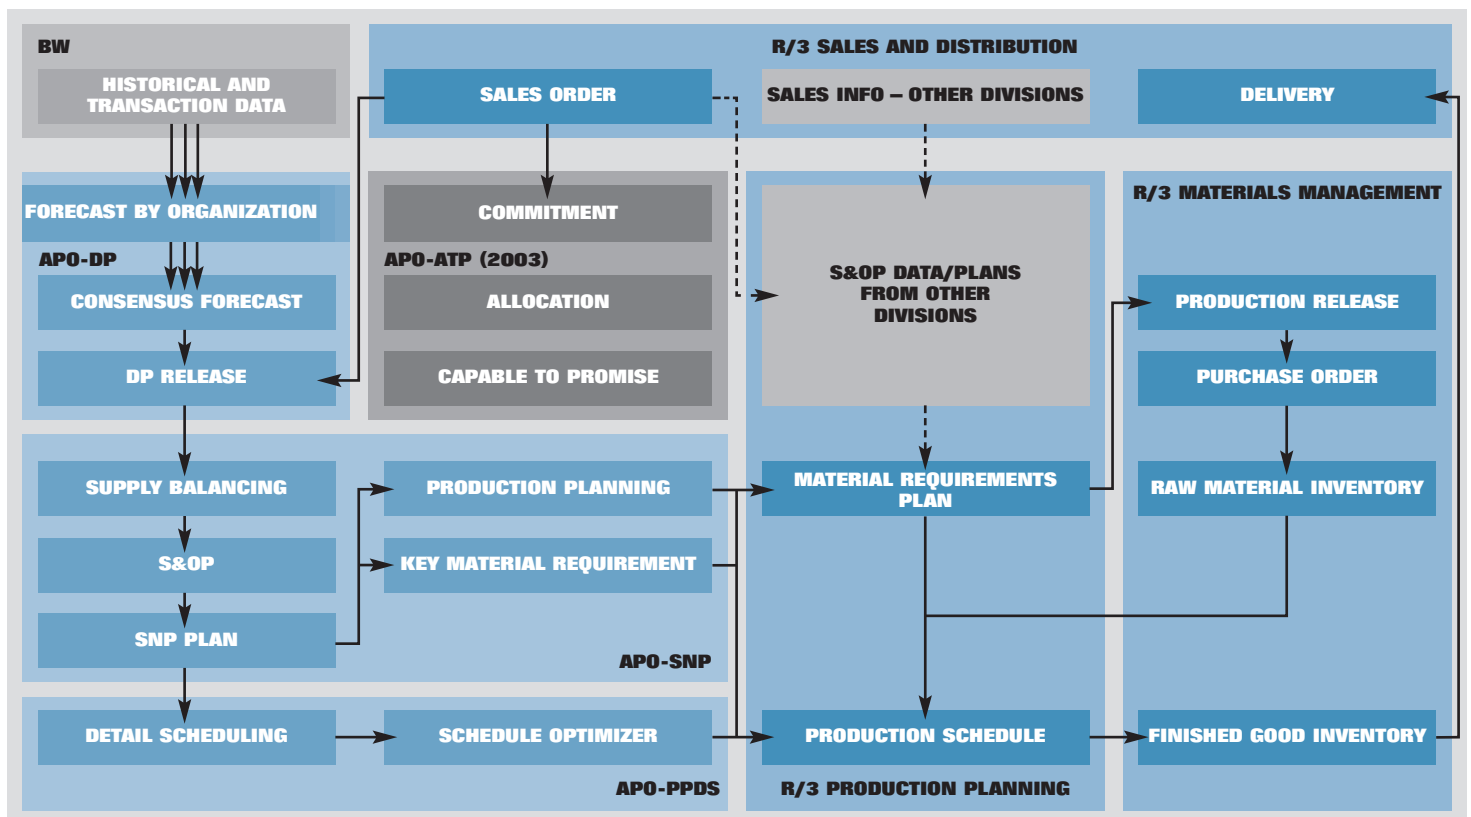 BW
HISTORICAL AND
TRANSACTION DATA
R/3 SALES AND DISTRIBUTION
SALES ORDER
SALES INFO – OTHER DIVISIONS
DELIVERY
FORECAST BY ORGANIZATION
APO-DP
CONSENSUS FORECAST
DP RELEASE
COMMITMENT
APO-ATP (2003)
ALLOCATION
CAPABLE TO PROMISE
S&OP DATA/PLANS
FROM OTHER
DIVISIONS
R/3 MATERIALS MANAGEMENT
PRODUCTION RELEASE
PURCHASE ORDER
SUPPLY BALANCING
PRODUCTION PLANNING
MATERIAL REQUIREMENTS
PLAN
RAW MATERIAL INVENTORY
S&OP
KEY MATERIAL REQUIREMENT
SNP PLAN
APO-SNP
DETAIL SCHEDULING
SCHEDULE OPTIMIZER
PRODUCTION SCHEDULE
FINISHED GOOD INVENTORY
APO-PPDS
R/3 PRODUCTION PLANNING